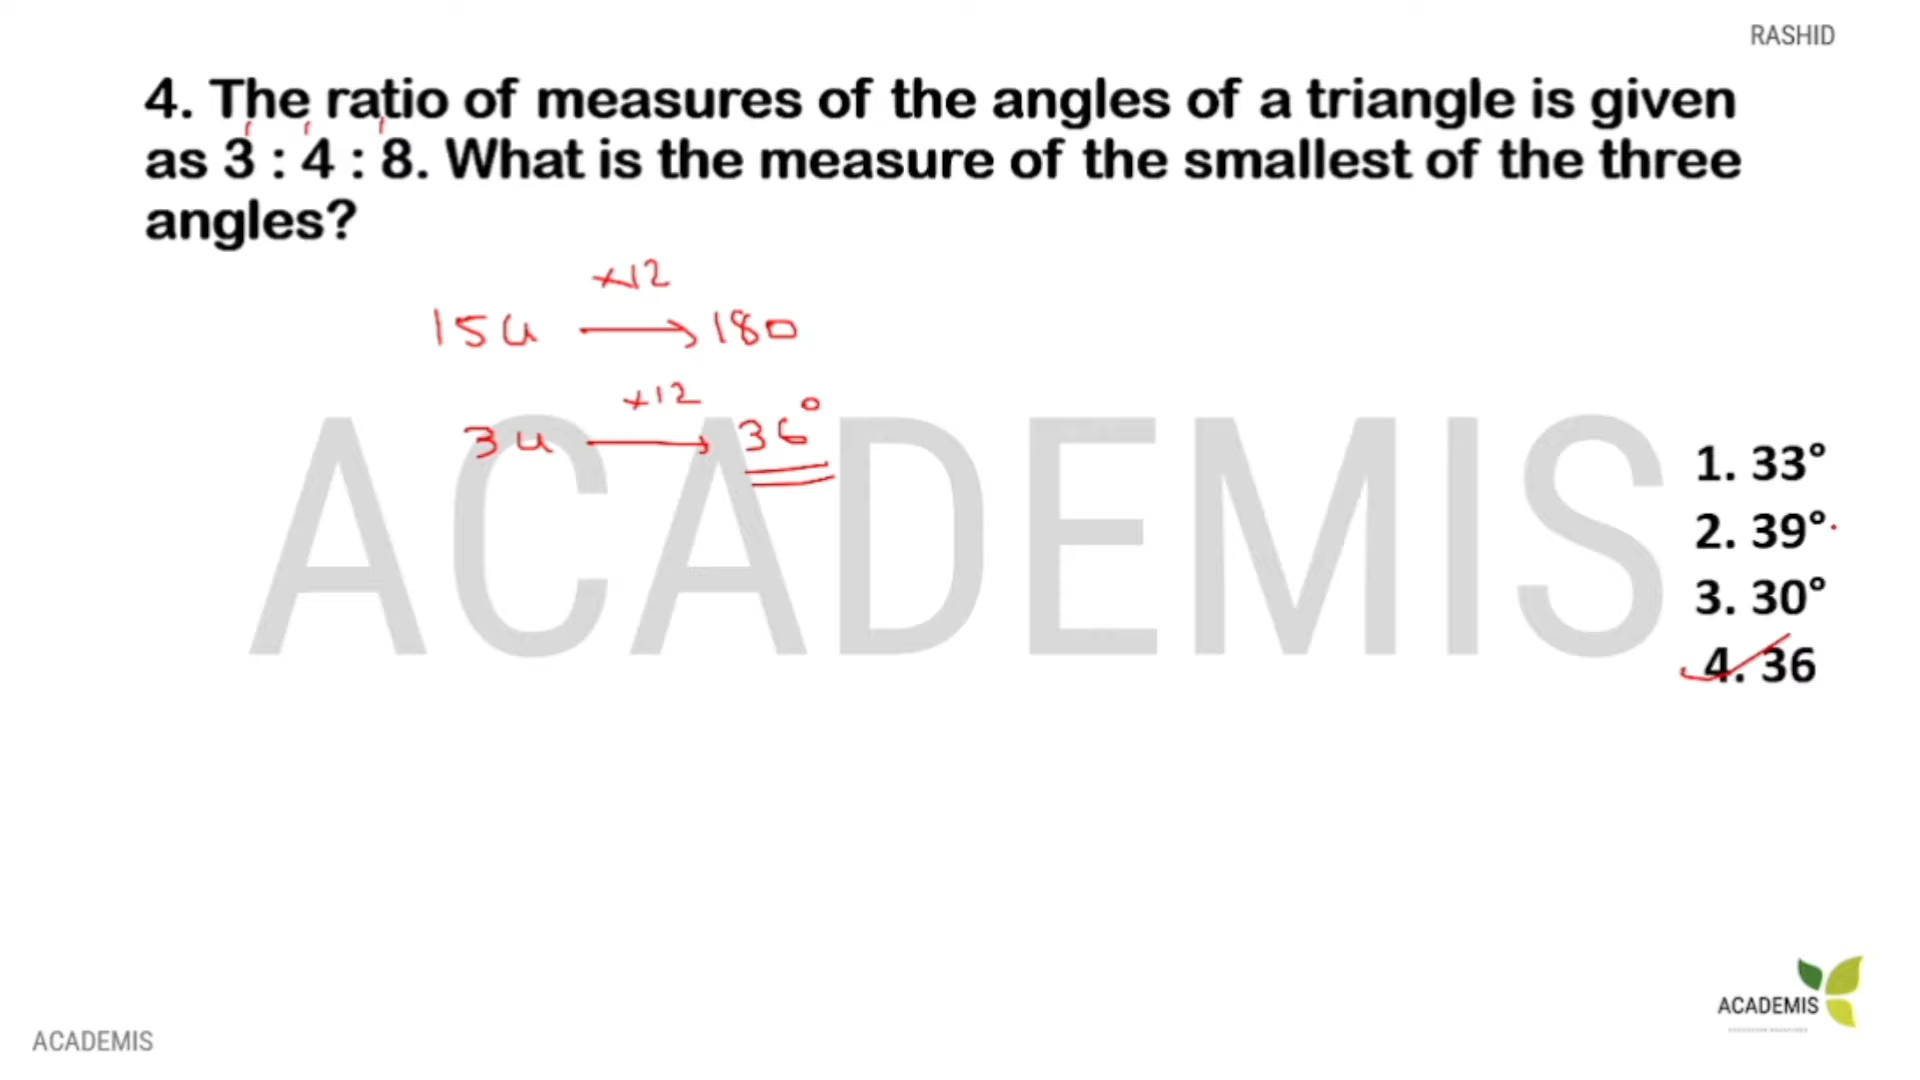 RASHID
4. The ratio of measures of the angles of a triangle is given
as 3 : 4 : 8. What is the measure of the smallest of the three
angles?
×12
15u → 180
×12
3u → 36°
ACADEMIS
1. 33°
2. 39°
3. 30°
4. 36
ACADEMIS
ACADEMIS